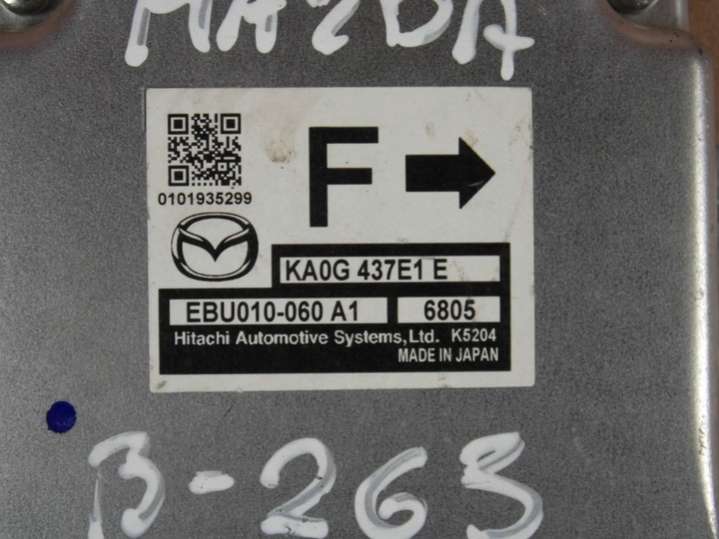 MAZDA
F
0101935299
KA0G 437E1 E
EBU010-060 A1 6805
Hitachi Automotive Systems,Ltd. K5204
MADE IN JAPAN
B-263